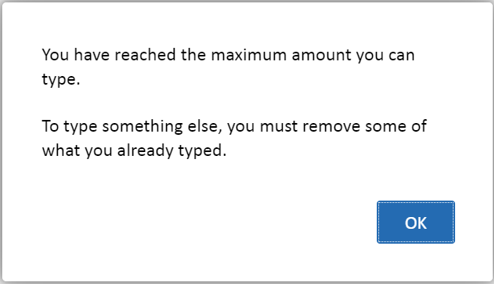 You have reached the maximum amount you can
type.
To type something else, you must remove some of
what you already typed.
OK